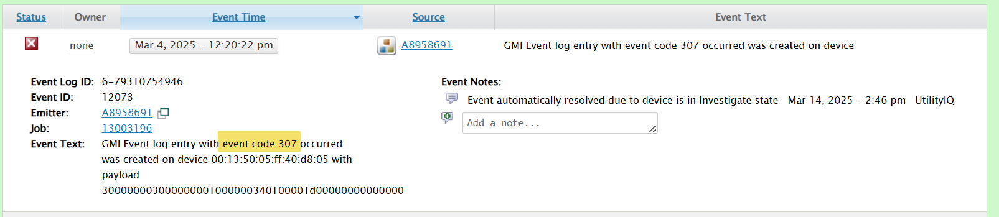 Status Owner Event Time Source Event Text
none Mar 4, 2025 – 12:20:22 pm A8958691 GMI Event log entry with event code 307 occurred was created on device
Event Log ID: 6-79310754946
Event ID: 12073
Emitter: A8958691
Job: 13003196
Event Text: GMI Event log entry with event code 307 occurred
was created on device 00:13:50:05:ff:40:d8:05 with
payload
3000000030000000001000000340100001d00000000000000
Event Notes:
Event automatically resolved due to device is in Investigate state Mar 14, 2025 – 2:46 pm UtilityIQ
Add a note...